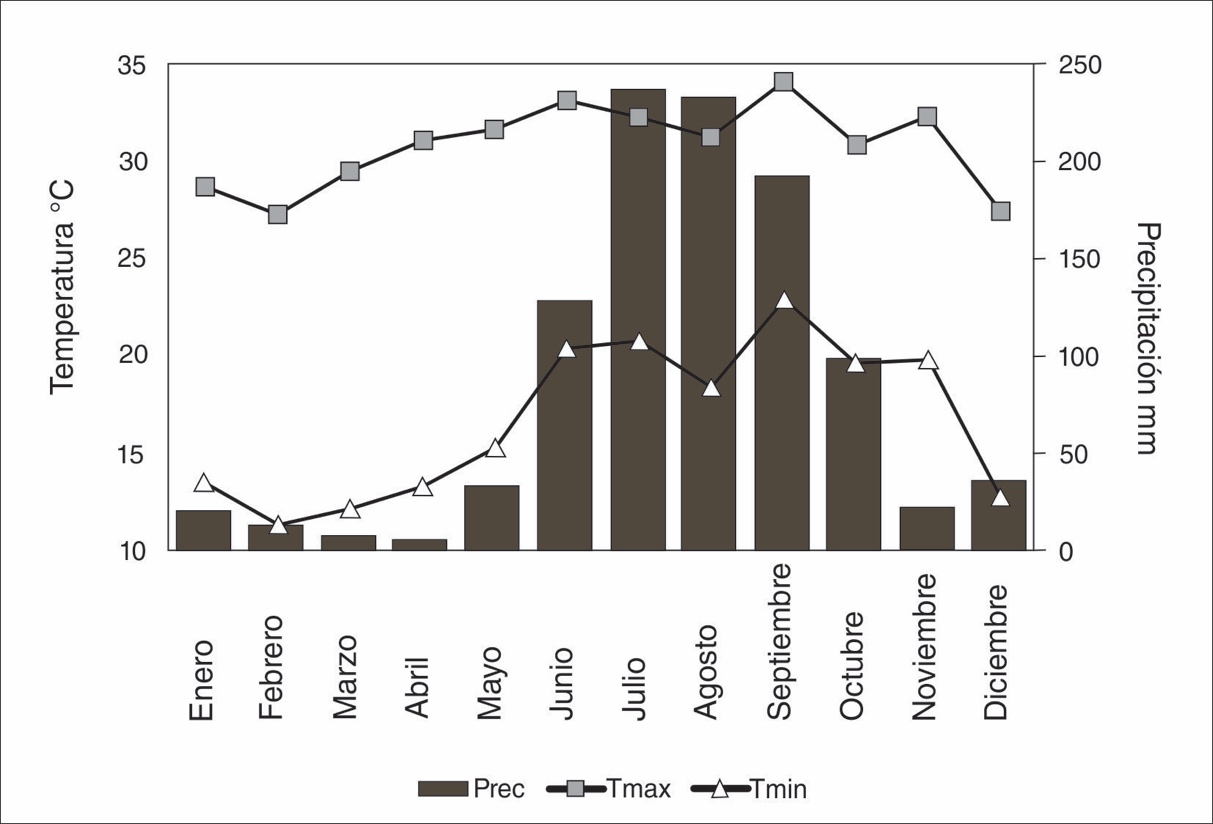 35
30
25
20
15
10
Temperatura °C
250
200
150
100
50
0
Precipitación mm
Enero
Febrero
Marzo
Abril
Mayo
Junio
Julio
Agosto
Septiembre
Octubre
Noviembre
Diciembre
Prec Tmax Tmin